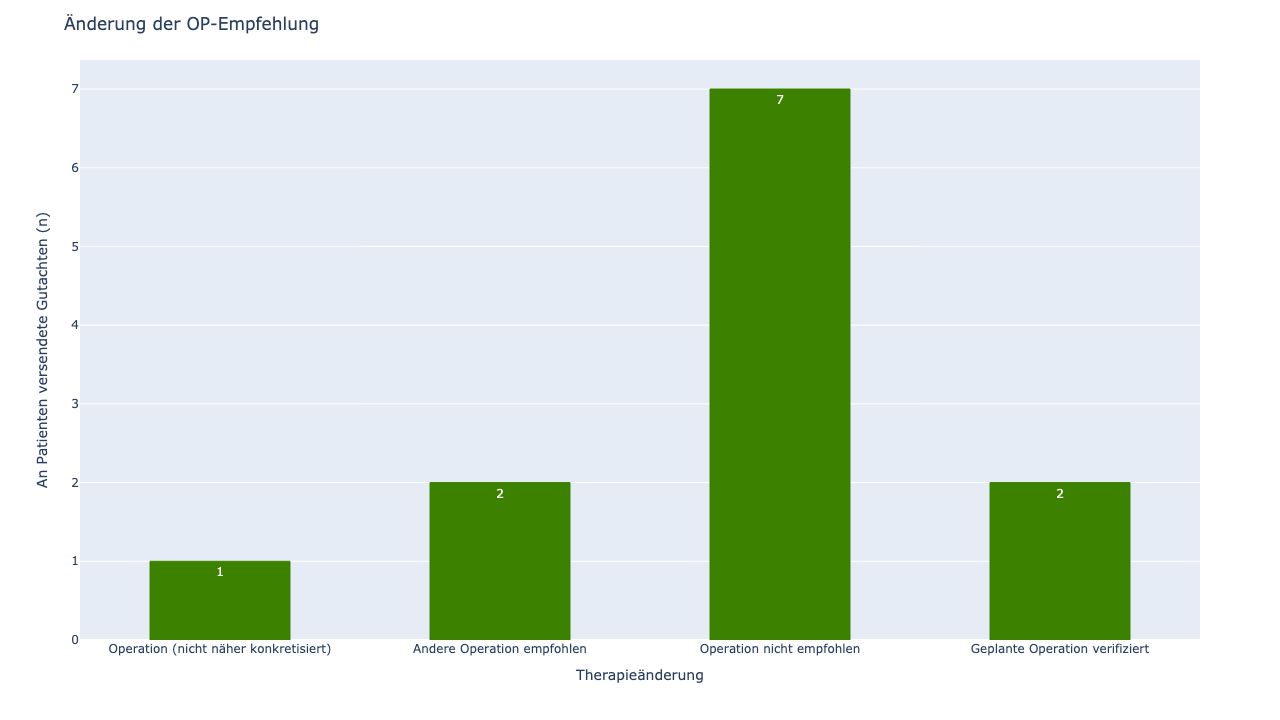 Änderung der OP-Empfehlung
An Patienten versendete Gutachten (n)
7
6
5
4
3
2
1
0
1
2
7
2
Operation (nicht näher konkretisiert)
Andere Operation empfohlen
Operation nicht empfohlen
Geplante Operation verifiziert
Therapieänderung